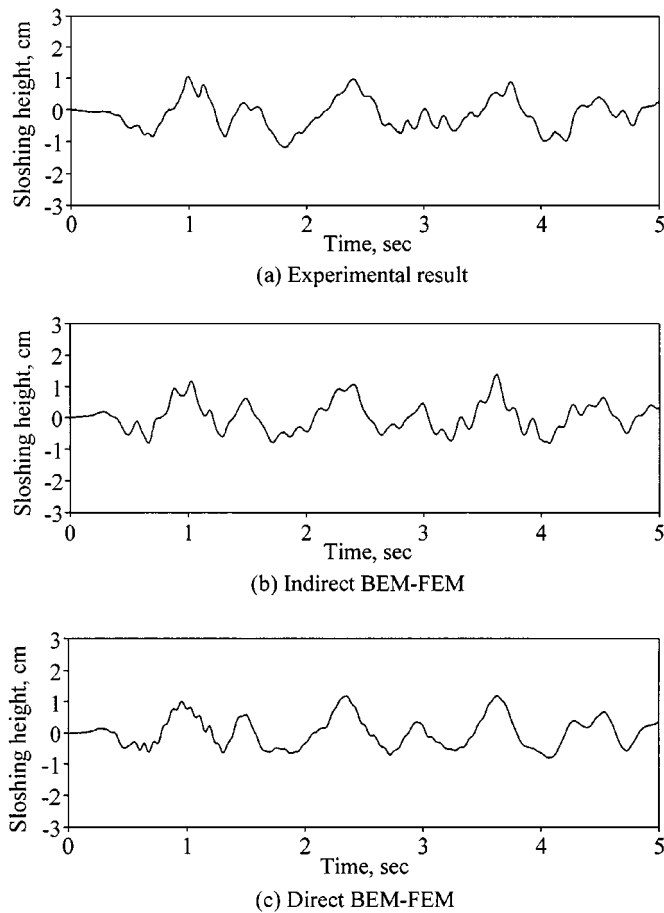 Sloshing height, cm
3
2
1
0
-1
-2
-3
0 1 2 3 4 5
Time, sec
(a) Experimental result
Sloshing height, cm
3
2
1
0
-1
-2
-3
0 1 2 3 4 5
Time, sec
(b) Indirect BEM-FEM
Sloshing height, cm
3
2
1
0
-1
-2
-3
0 1 2 3 4 5
Time, sec
(c) Direct BEM-FEM